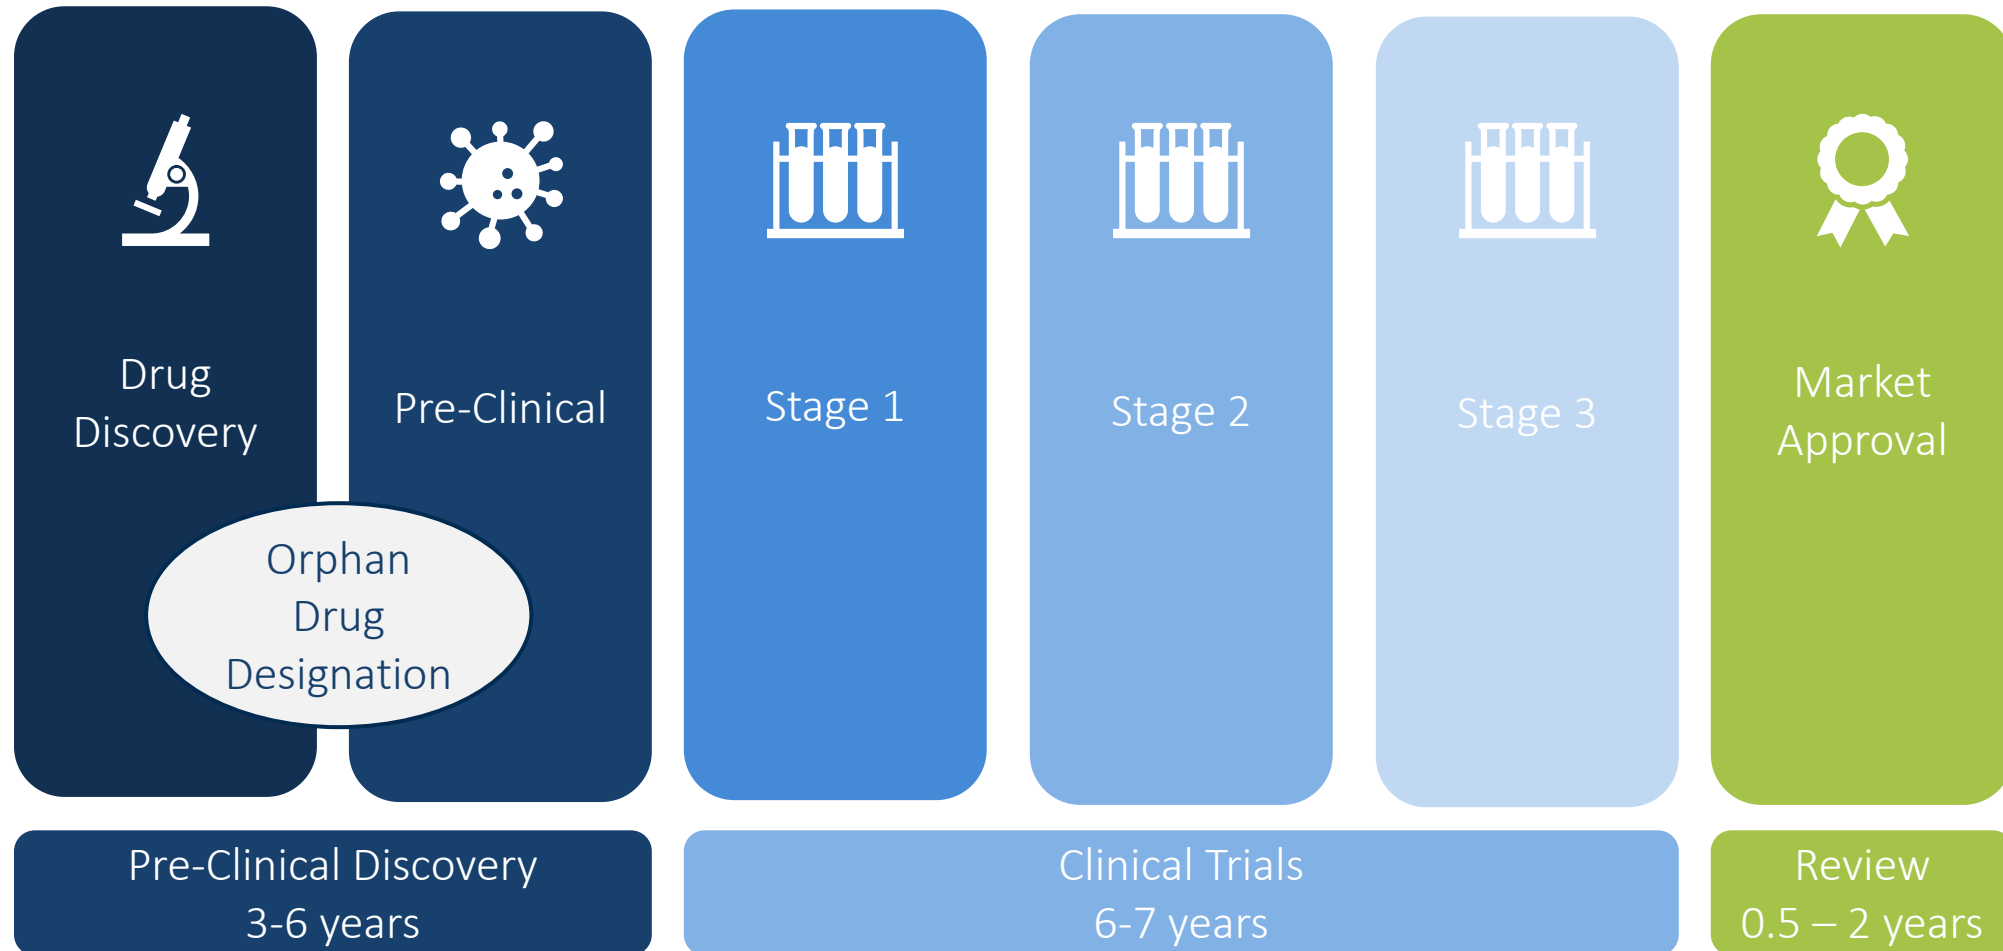 Drug
Discovery
Pre-Clinical
Stage 1
Stage 2
Stage 3
Market
Approval
Orphan
Drug
Designation
Pre-Clinical Discovery
3-6 years
Clinical Trials
6-7 years
Review
0.5 – 2 years